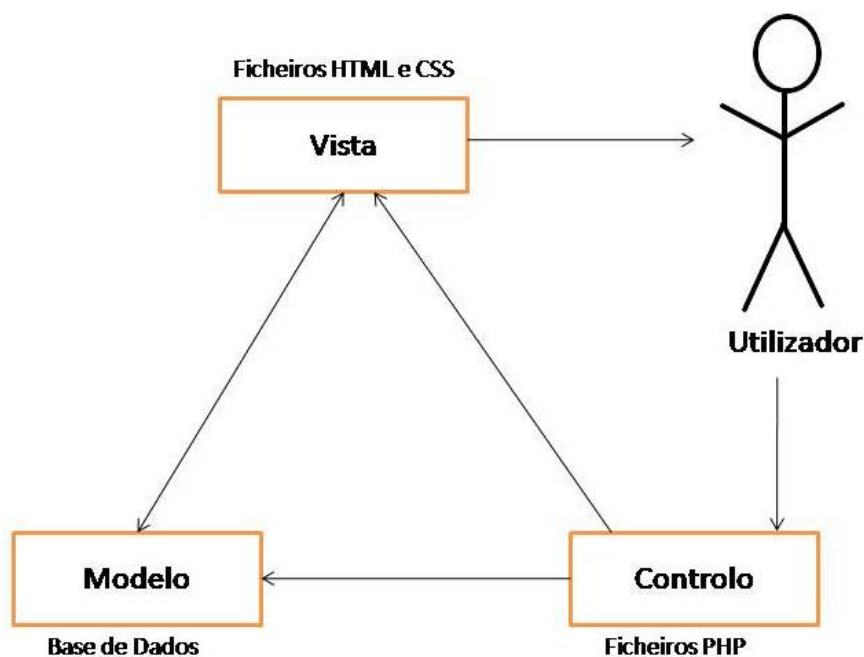 Ficheiros HTML e CSS
Vista
Utilizador
Modelo
Controlo
Base de Dados
Ficheiros PHP